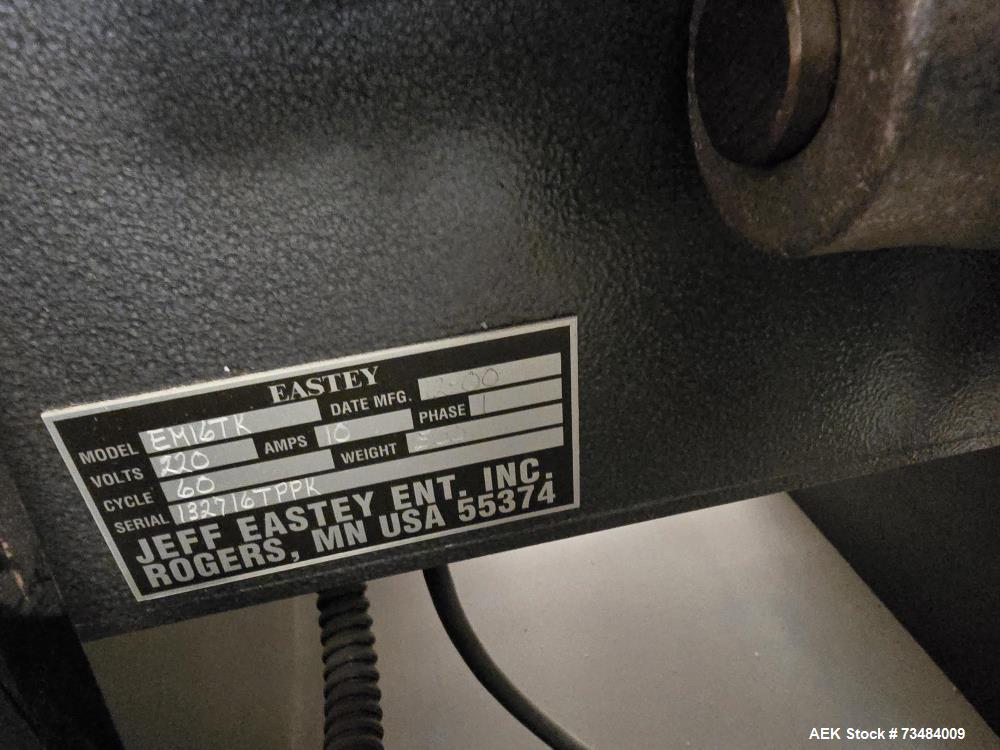 EASTEY
MODEL EM16TK DATE MFG. 2-00
VOLTS 220 AMPS 10 PHASE 1
CYCLE 60 WEIGHT
SERIAL 132716TPPK
JEFF EASTEY ENT. INC.
ROGERS, MN USA 55374
AEK Stock # 73484009